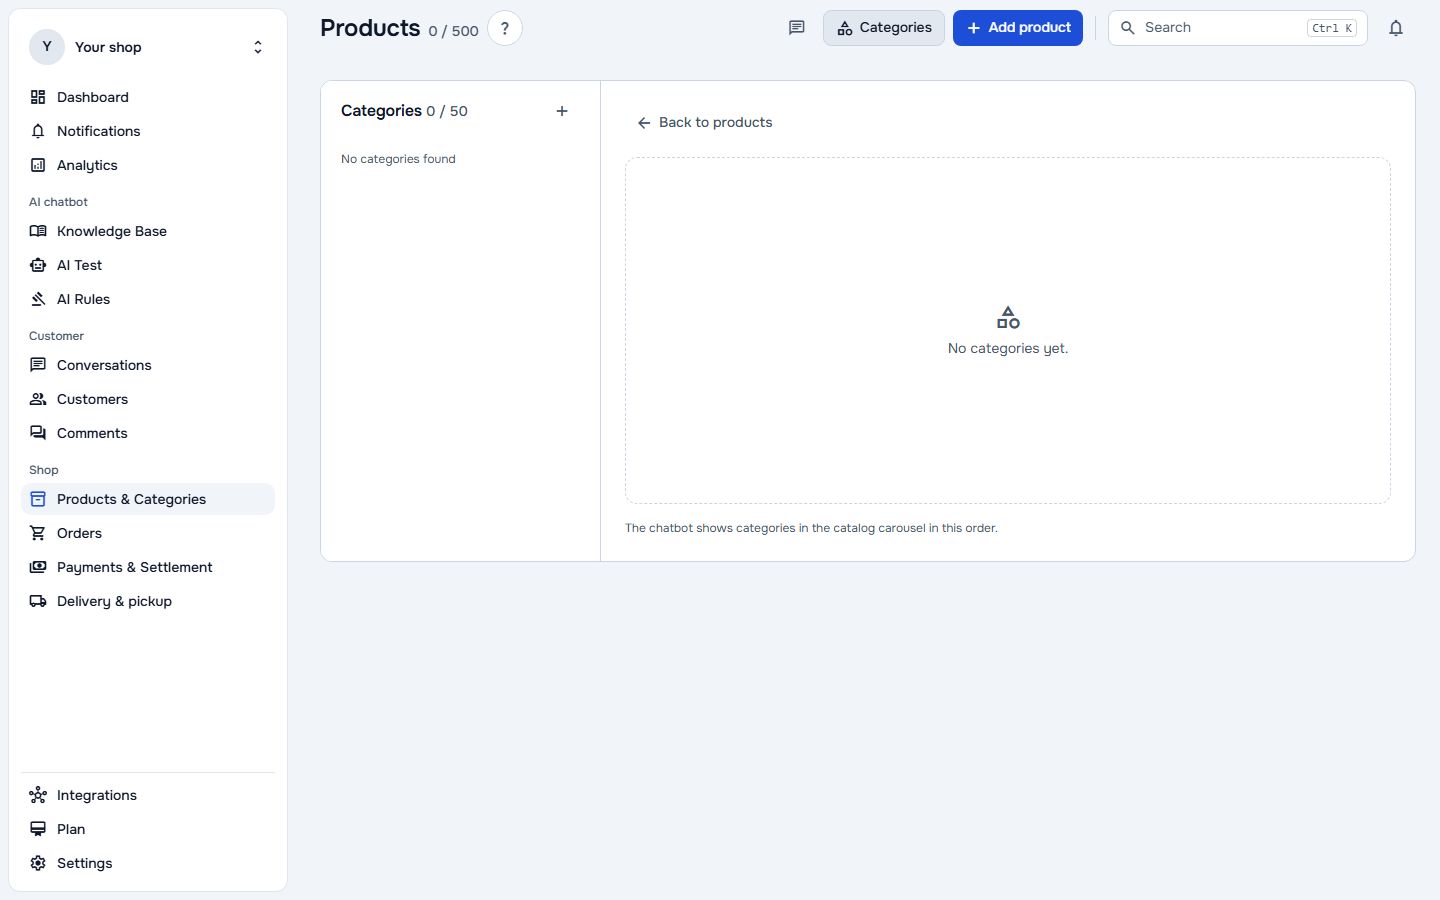 Y
Your shop
Dashboard
Notifications
Analytics
AI chatbot
Knowledge Base
AI Test
AI Rules
Customer
Conversations
Customers
Comments
Shop
Products & Categories
Orders
Payments & Settlement
Delivery & pickup
Integrations
Plan
Settings
Products 0 / 500 ?
Categories
Add product
Search Ctrl K
Categories 0 / 50
No categories found
Back to products
No categories yet.
The chatbot shows categories in the catalog carousel in this order.